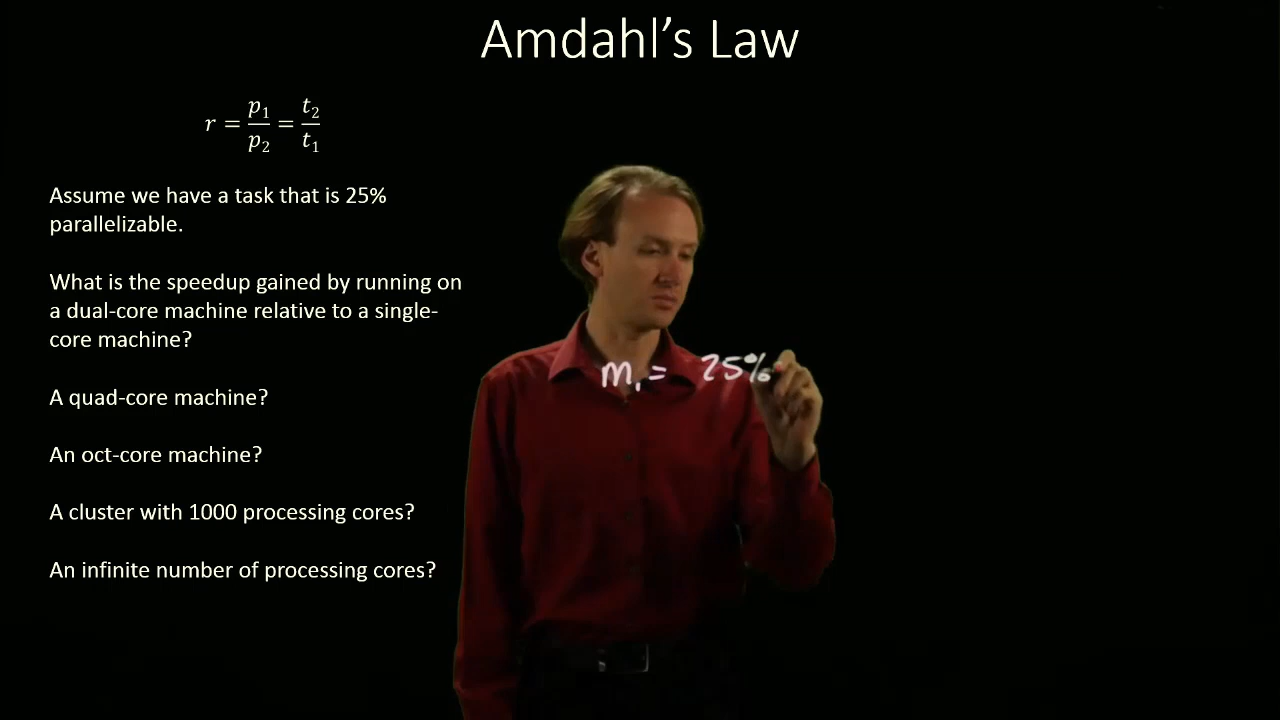 Amdahl's Law
r = p₁/p₂ = t₂/t₁
Assume we have a task that is 25%
parallelizable.
What is the speedup gained by running on
a dual-core machine relative to a single-
core machine?
A quad-core machine?
An oct-core machine?
A cluster with 1000 processing cores?
An infinite number of processing cores?
m₁ = 25%